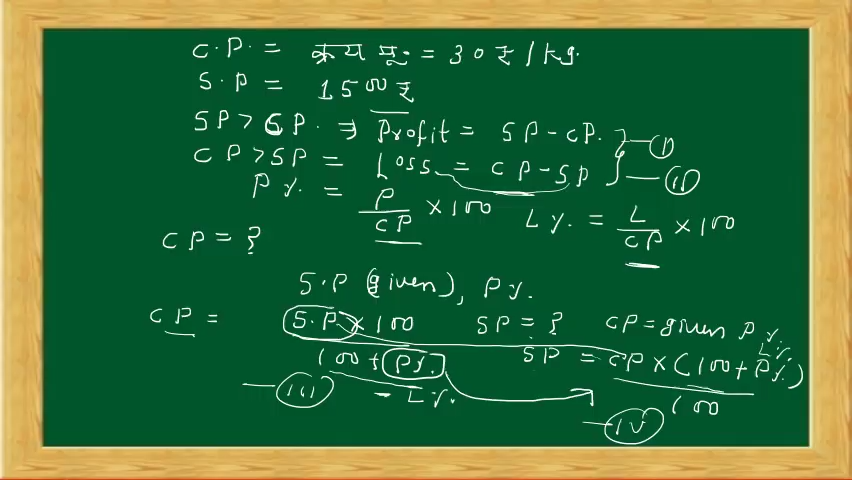 C.P. = क्रय मू. = 30 ₹ / kg.
S.P = 1500 ₹
SP > CP. ⇒ Profit = SP - CP. — (I)
CP > SP = Loss = CP - SP — (II)
P %. = P/CP × 100 L %. = L/CP × 100
CP = ?
S.P (given), P %.
CP = S.P × 100 / 100 + P%. SP = ? CP = given P %. L %.
SP = CP × (100 + P%) / 100
— (III) - L %.
— (IV)